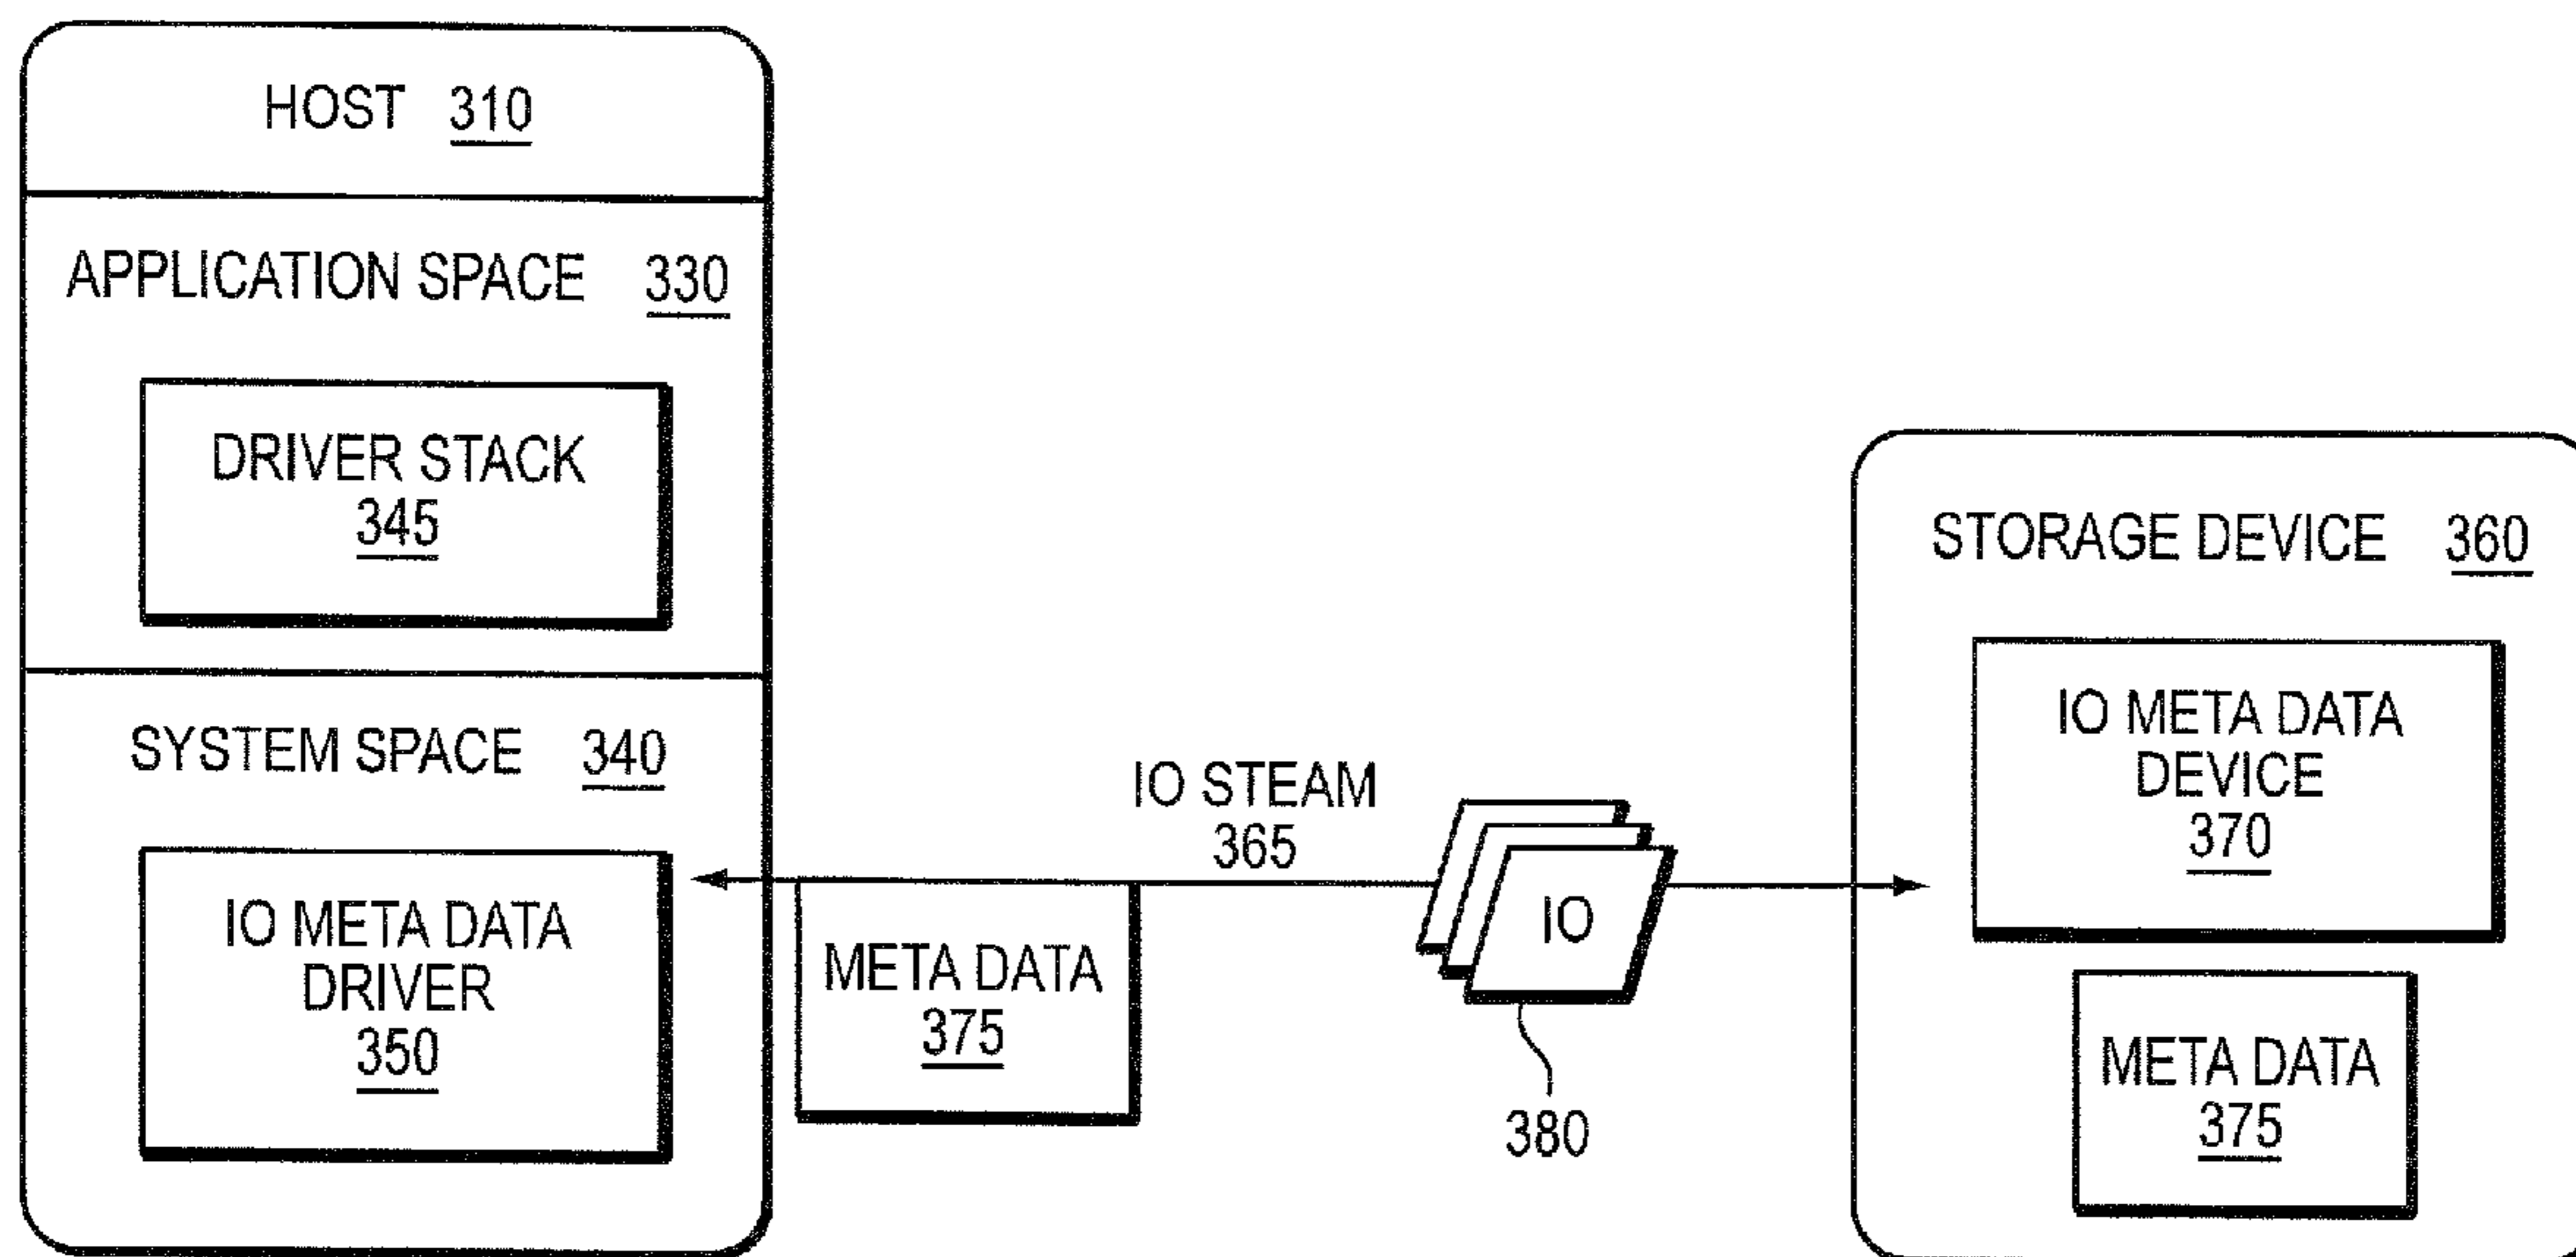 HOST 310
APPLICATION SPACE 330
DRIVER STACK
345
SYSTEM SPACE 340
IO META DATA
DRIVER
350
IO STEAM
365
META DATA
375
IO
380
STORAGE DEVICE 360
IO META DATA
DEVICE
370
META DATA
375